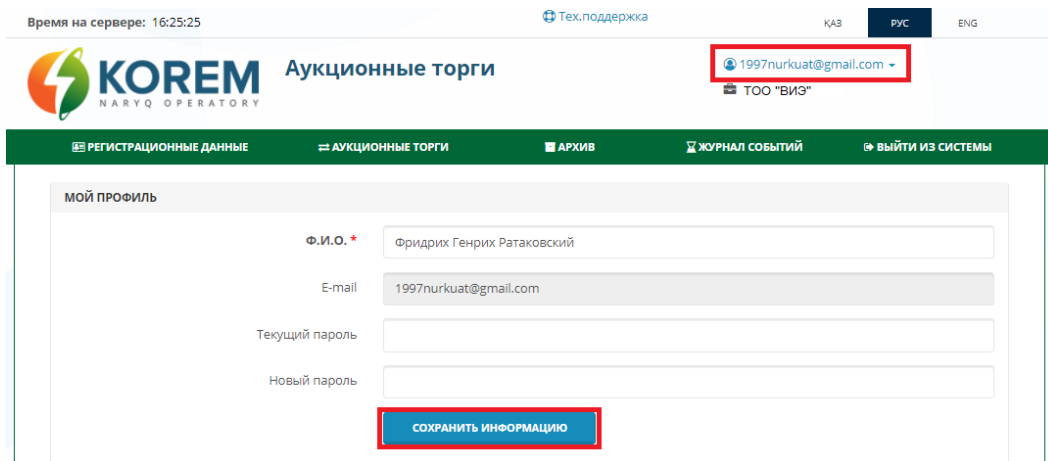 Время на сервере: 16:25:25
Тех.поддержка
ҚАЗ
РУС
ENG
KOREM
NARYQ OPERATORY
Аукционные торги
1997nurkuat@gmail.com
ТОО "ВИЭ"
РЕГИСТРАЦИОННЫЕ ДАННЫЕ
АУКЦИОННЫЕ ТОРГИ
АРХИВ
ЖУРНАЛ СОБЫТИЙ
ВЫЙТИ ИЗ СИСТЕМЫ
МОЙ ПРОФИЛЬ
Ф.И.О. *
Фридрих Генрих Ратаковский
E-mail
1997nurkuat@gmail.com
Текущий пароль
Новый пароль
СОХРАНИТЬ ИНФОРМАЦИЮ